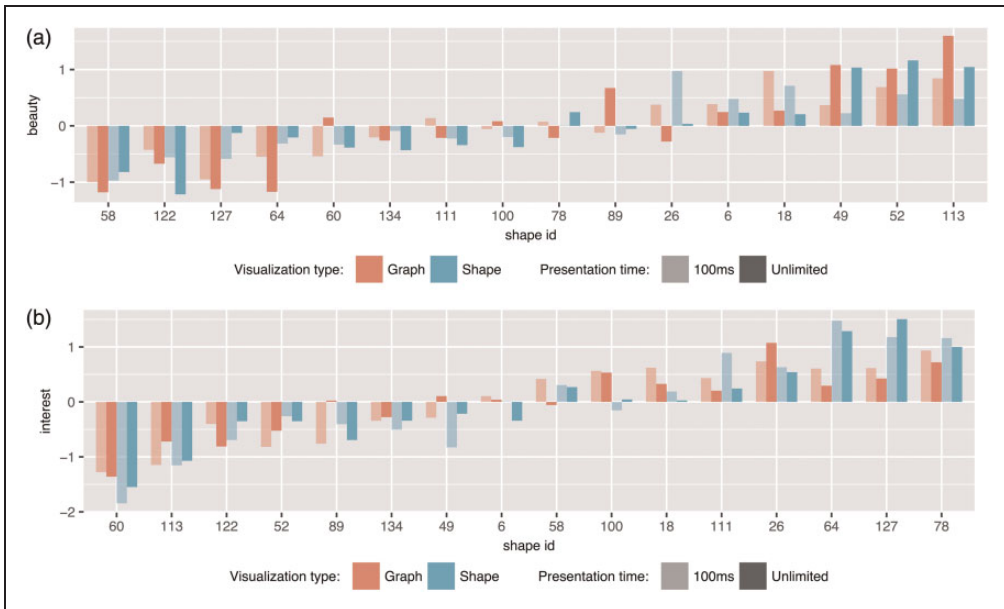 (a)
beauty
1
0
−1
58 122 127 64 60 134 111 100 78 89 26 6 18 49 52 113
shape id
Visualization type: Graph Shape Presentation time: 100ms Unlimited
(b)
interest
1
0
−1
−2
60 113 122 52 89 134 49 6 58 100 18 111 26 64 127 78
shape id
Visualization type: Graph Shape Presentation time: 100ms Unlimited